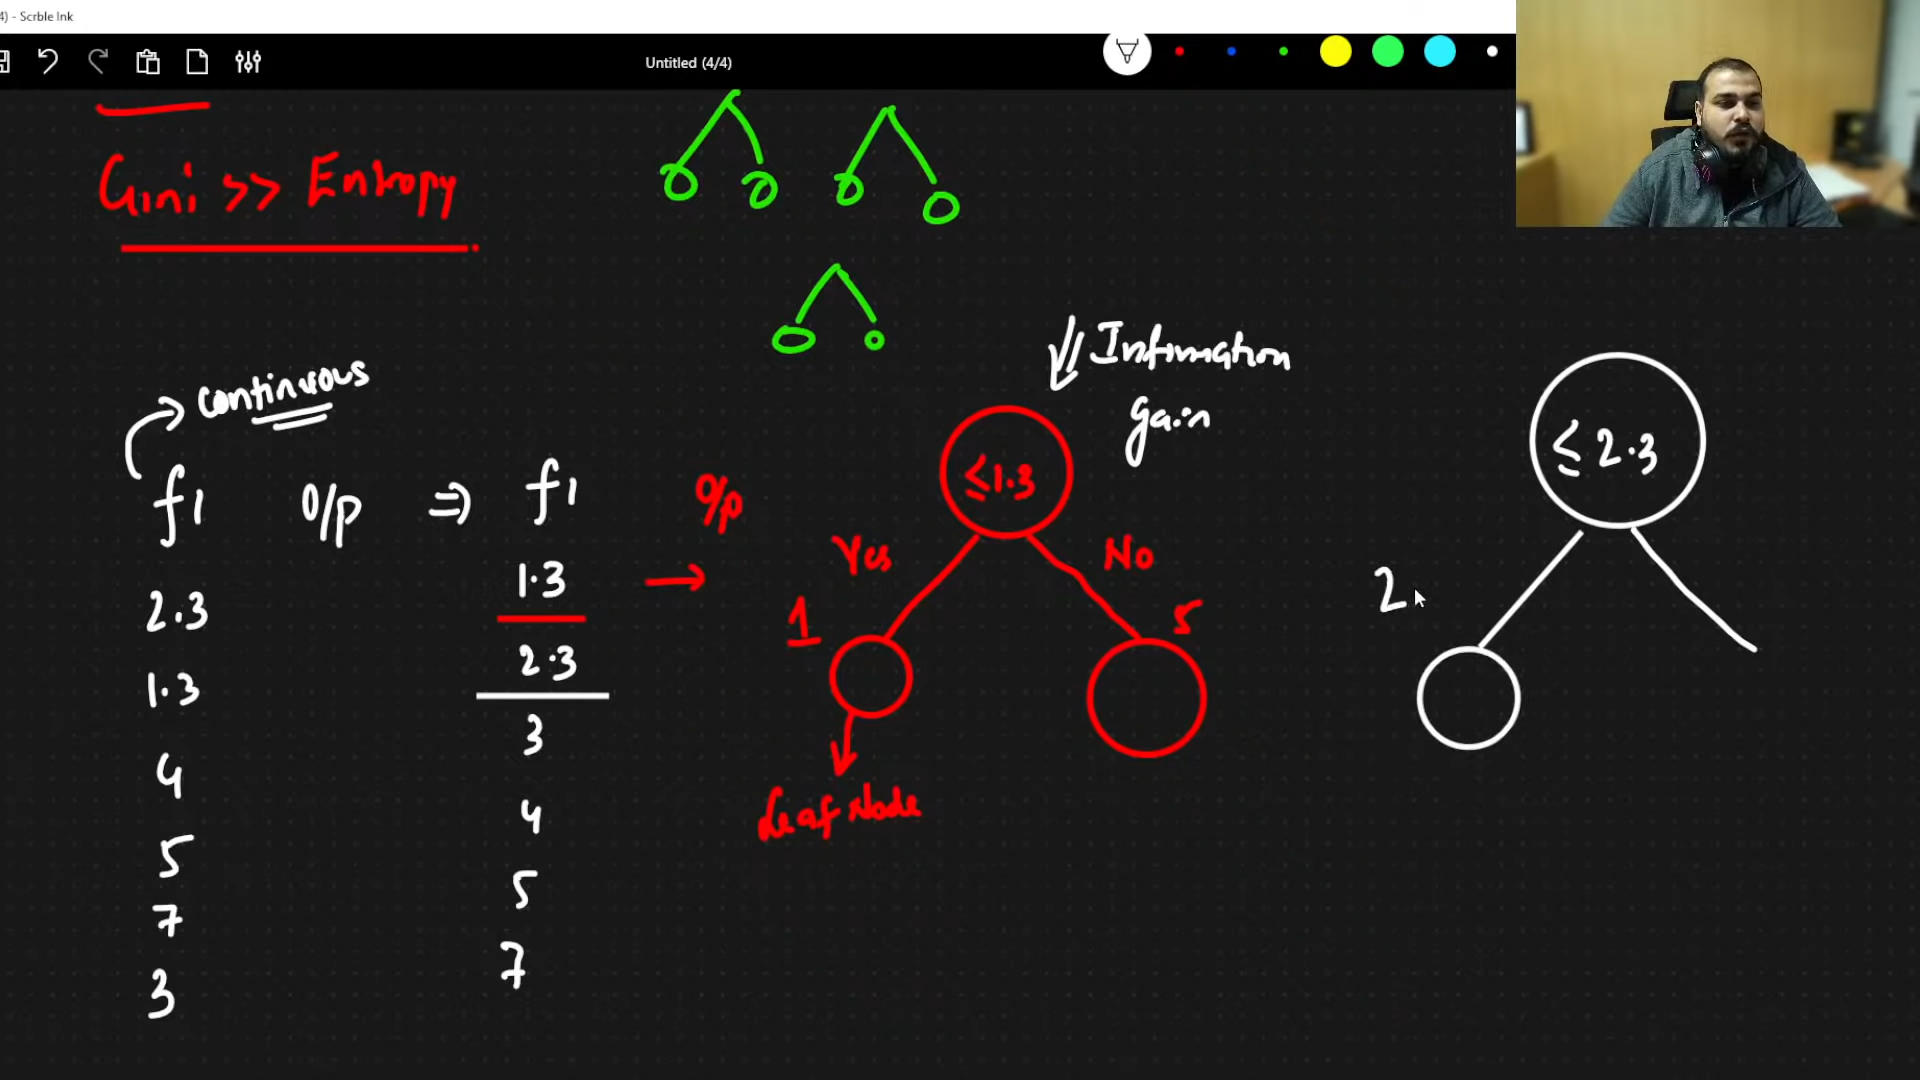 4) - Scrble Ink
Untitled (4/4)
Gini >> Entropy
continuous
f1 O/P ⇒ f1
2.3
1.3
4
5
7
3
1.3
2.3
3
4
5
7
→ O/p
Information
gain
≤1.3
Yes No
1 5
Leaf Node
≤ 2.3
2